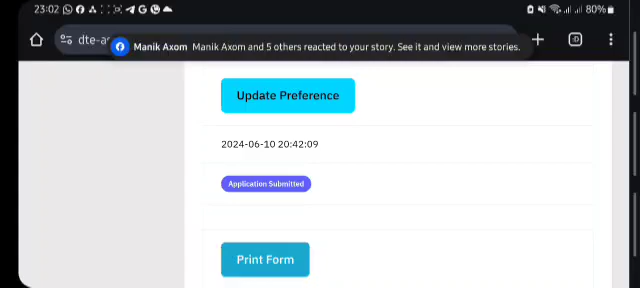 23:02
80%
dte-a
Manik Axom Manik Axom and 5 others reacted to your story. See it and view more stories.
:D
Update Preference
2024-06-10 20:42:09
Application Submitted
Print Form